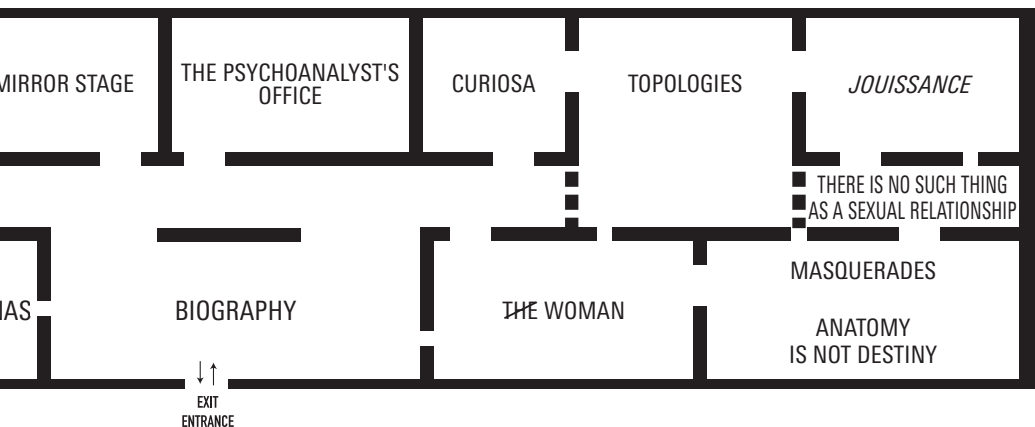 MIRROR STAGE
THE PSYCHOANALYST'S
OFFICE
CURIOSA
TOPOLOGIES
JOUISSANCE
THERE IS NO SUCH THING
AS A SEXUAL RELATIONSHIP
BIOGRAPHY
THE WOMAN
MASQUERADES
ANATOMY
IS NOT DESTINY
EXIT
ENTRANCE